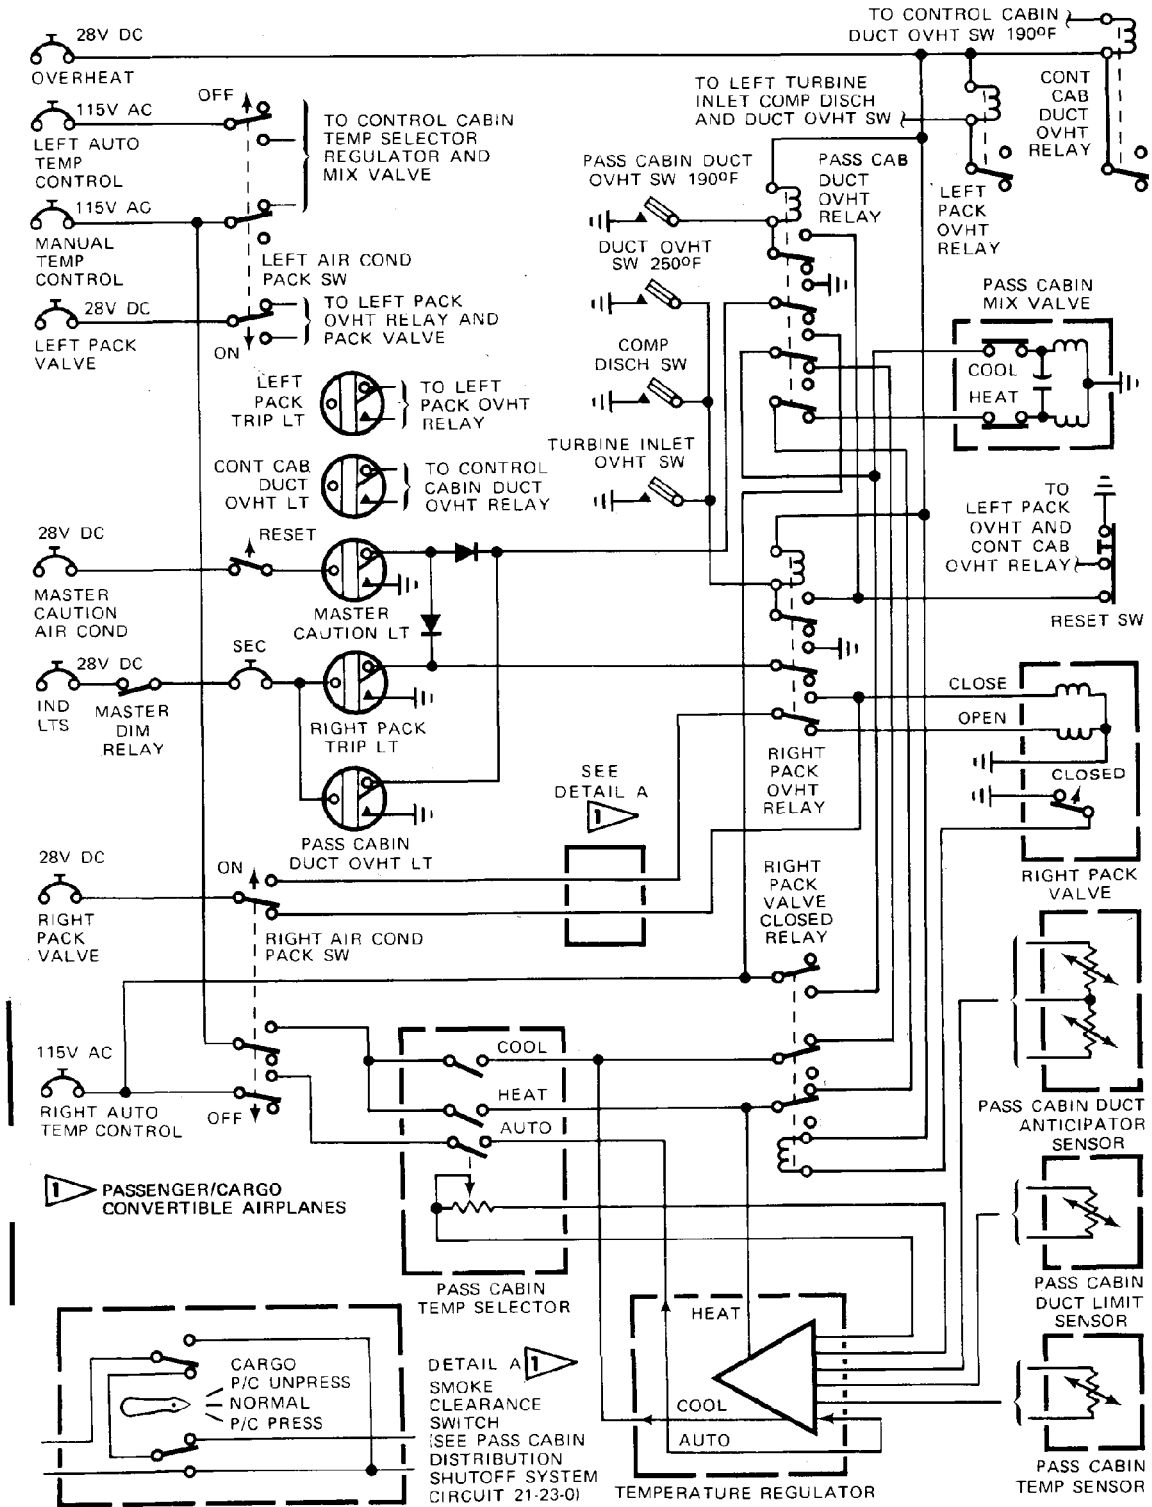 TO CONTROL CABIN
DUCT OVHT SW 190ºF
28V DC
OVERHEAT
115V AC
OFF
LEFT AUTO
TEMP
CONTROL
TO CONTROL CABIN
TEMP SELECTOR
REGULATOR AND
MIX VALVE
TO LEFT TURBINE
INLET COMP DISCH
AND DUCT OVHT SW
CONT
CAB
DUCT
OVHT
RELAY
PASS CABIN DUCT
OVHT SW 190ºF
PASS CAB
DUCT
OVHT
RELAY
LEFT
PACK
OVHT
RELAY
115V AC
MANUAL
TEMP
CONTROL
LEFT AIR COND
PACK SW
DUCT OVHT
SW 250ºF
28V DC
LEFT PACK
VALVE
ON
TO LEFT PACK
OVHT RELAY AND
PACK VALVE
PASS CABIN
MIX VALVE
COOL
HEAT
COMP
DISCH SW
LEFT
PACK
TRIP LT
TO LEFT
PACK OVHT
RELAY
TURBINE INLET
OVHT SW
CONT CAB
DUCT
OVHT LT
TO CONTROL
CABIN DUCT
OVHT RELAY
TO
LEFT PACK
OVHT AND
CONT CAB
OVHT RELAY
RESET SW
28V DC
RESET
MASTER
CAUTION
AIR COND
MASTER
CAUTION LT
28V DC
SEC
IND
LTS
MASTER
DIM
RELAY
RIGHT PACK
TRIP LT
CLOSE
OPEN
CLOSED
RIGHT PACK
VALVE
RIGHT
PACK
OVHT
RELAY
SEE
DETAIL A
1
PASS CABIN
DUCT OVHT LT
28V DC
ON
RIGHT
PACK
VALVE
RIGHT AIR COND
PACK SW
RIGHT
PACK
VALVE
CLOSED
RELAY
115V AC
RIGHT AUTO
TEMP CONTROL
OFF
COOL
HEAT
AUTO
PASS CABIN DUCT
ANTICIPATOR
SENSOR
1
PASSENGER/CARGO
CONVERTIBLE AIRPLANES
PASS CABIN
TEMP SELECTOR
PASS CABIN
DUCT LIMIT
SENSOR
HEAT
COOL
AUTO
TEMPERATURE REGULATOR
PASS CABIN
TEMP SENSOR
CARGO
P/C UNPRESS
NORMAL
P/C PRESS
DETAIL A
1
SMOKE
CLEARANCE
SWITCH
(SEE PASS CABIN
DISTRIBUTION
SHUTOFF SYSTEM
CIRCUIT 21-23-0)